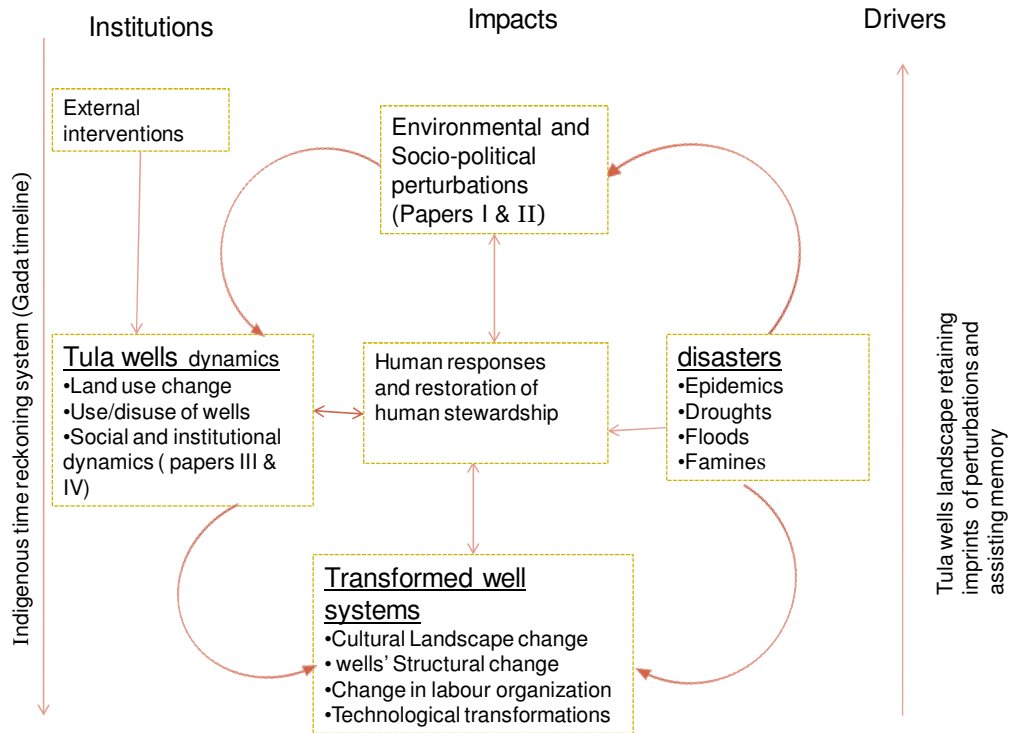 Institutions
Impacts
Drivers
Indigenous time reckoning system (Gada timeline)
External
interventions
Environmental and
Socio-political
perturbations
(Papers I & II)
Tula wells dynamics
•Land use change
•Use/disuse of wells
•Social and institutional
dynamics ( papers III &
IV)
Human responses
and restoration of
human stewardship
disasters
•Epidemics
•Droughts
•Floods
•Famines
Transformed well
systems
•Cultural Landscape change
• wells’ Structural change
•Change in labour organization
•Technological transformations
Tula wells landscape retaining
imprints of perturbations and
assisting memory